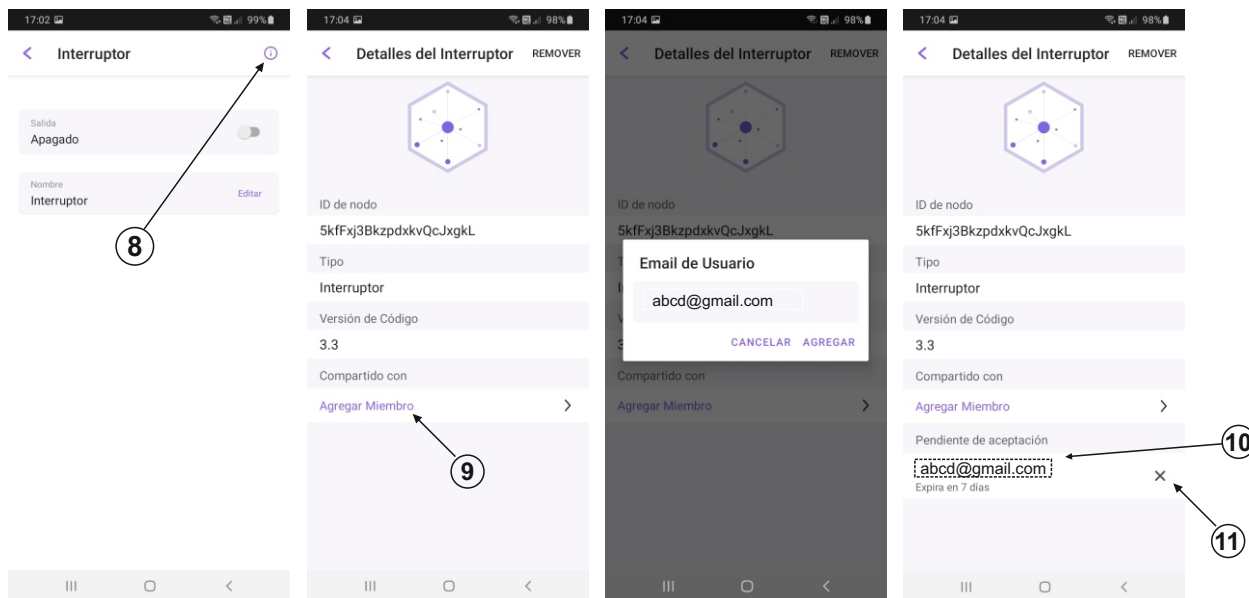 17:02 99%
Interruptor
Salida
Apagado
Nombre
Interruptor
Editar
8
17:04 98%
Detalles del Interruptor REMOVER
ID de nodo
5kfFxj3BkzpdxkvQcJxgkL
Tipo
Interruptor
Versión de Código
3.3
Compartido con
Agregar Miembro
9
17:04 98%
Detalles del Interruptor REMOVER
ID de nodo
5kfFxj3BkzpdxkvQcJxgkL
Email de Usuario
abcd@gmail.com
CANCELAR AGREGAR
Compartido con
Agregar Miembro
17:04 98%
Detalles del Interruptor REMOVER
ID de nodo
5kfFxj3BkzpdxkvQcJxgkL
Tipo
Interruptor
Versión de Código
3.3
Compartido con
Agregar Miembro
Pendiente de aceptación
abcd@gmail.com
Expira en 7 días
10
11